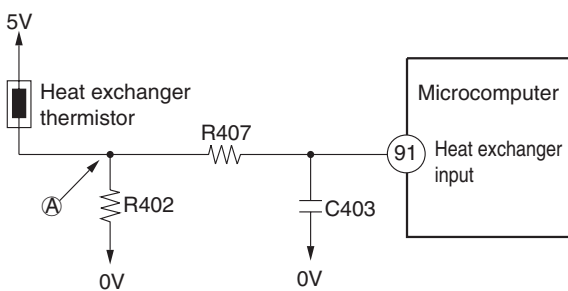 5V
Heat exchanger
thermistor
R407
Microcomputer
91
Heat exchanger
input
A
R402
C403
0V
0V